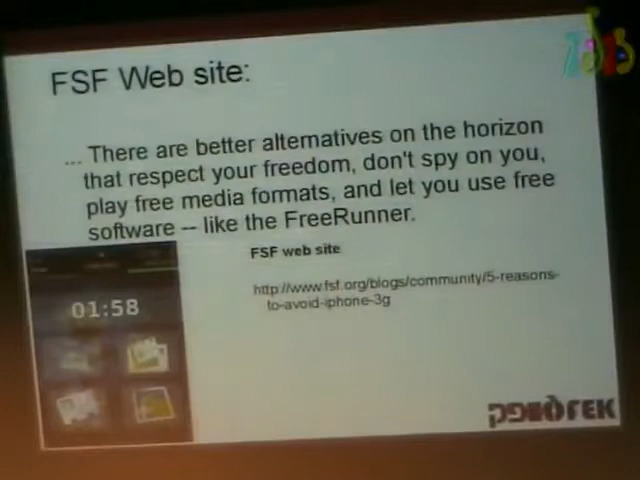 FSF Web site:
... There are better alternatives on the horizon
that respect your freedom, don't spy on you,
play free media formats, and let you use free
software -- like the FreeRunner.
FSF web site
http://www.fsf.org/blogs/community/5-reasons-
to-avoid-iphone-3g
01:58